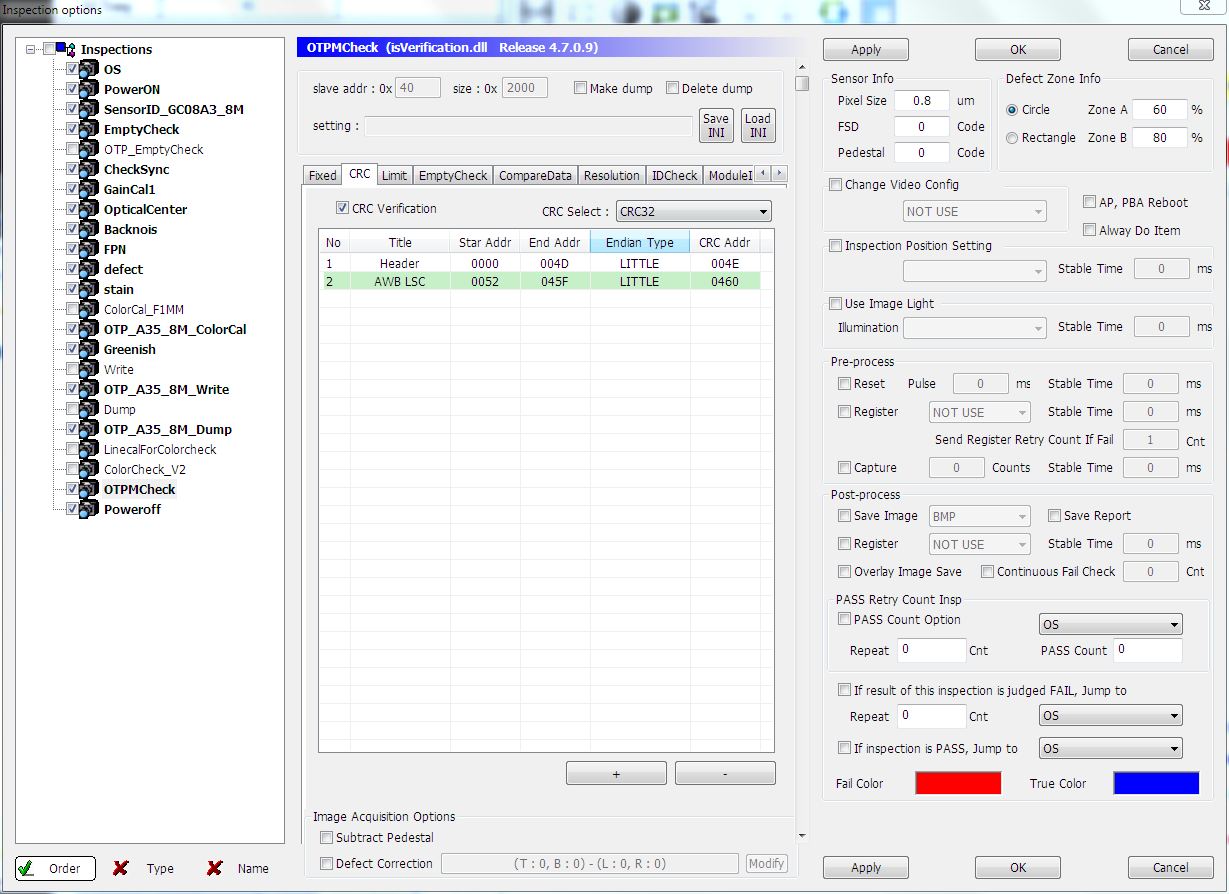 Inspection options
Inspections
OS
PowerON
SensorID_GC08A3_8M
EmptyCheck
OTP_EmptyCheck
CheckSync
GainCal1
OpticalCenter
Backnois
FPN
defect
stain
ColorCal_F1MM
OTP_A35_8M_ColorCal
Greenish
Write
OTP_A35_8M_Write
Dump
OTP_A35_8M_Dump
LinecalForColorcheck
ColorCheck_V2
OTPMCheck
Poweroff
Order Type Name
OTPMCheck (isVerification.dll Release 4.7.0.9)
slave addr : 0x 40 size : 0x 2000 Make dump Delete dump
setting : Save INI Load INI
Fixed CRC Limit EmptyCheck CompareData Resolution IDCheck ModuleI
CRC Verification CRC Select : CRC32
No Title Star Addr End Addr Endian Type CRC Addr
1 Header 0000 004D LITTLE 004E
2 AWB LSC 0052 045F LITTLE 0460
+ -
Image Acquisition Options
Subtract Pedestal
Defect Correction (T : 0, B : 0) - (L : 0, R : 0) Modify
Apply OK Cancel
Sensor Info
Pixel Size 0.8 um
FSD 0 Code
Pedestal 0 Code
Defect Zone Info
Circle Zone A 60 %
Rectangle Zone B 80 %
Change Video Config
NOT USE
AP, PBA Reboot
Alway Do Item
Inspection Position Setting
Stable Time 0 ms
Use Image Light
Illumination Stable Time 0 ms
Pre-process
Reset Pulse 0 ms Stable Time 0 ms
Register NOT USE Stable Time 0 ms
Send Register Retry Count If Fail 1 Cnt
Capture 0 Counts Stable Time 0 ms
Post-process
Save Image BMP Save Report
Register NOT USE Stable Time 0 ms
Overlay Image Save Continuous Fail Check 0 Cnt
PASS Retry Count Insp
PASS Count Option OS
Repeat 0 Cnt PASS Count 0
If result of this inspection is judged FAIL, Jump to
Repeat 0 Cnt OS
If inspection is PASS, Jump to OS
Fail Color True Color
Apply OK Cancel